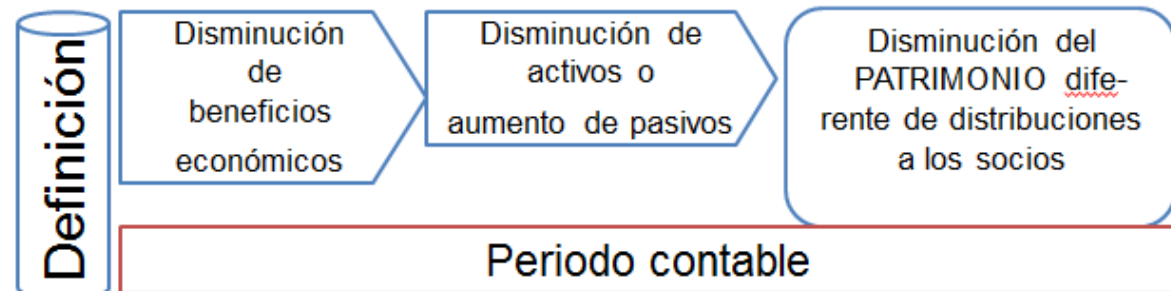 Definición
Disminución
de
beneficios
económicos
Disminución de
activos o
aumento de pasivos
Disminución del
PATRIMONIO dife-
rente de distribuciones
a los socios
Periodo contable